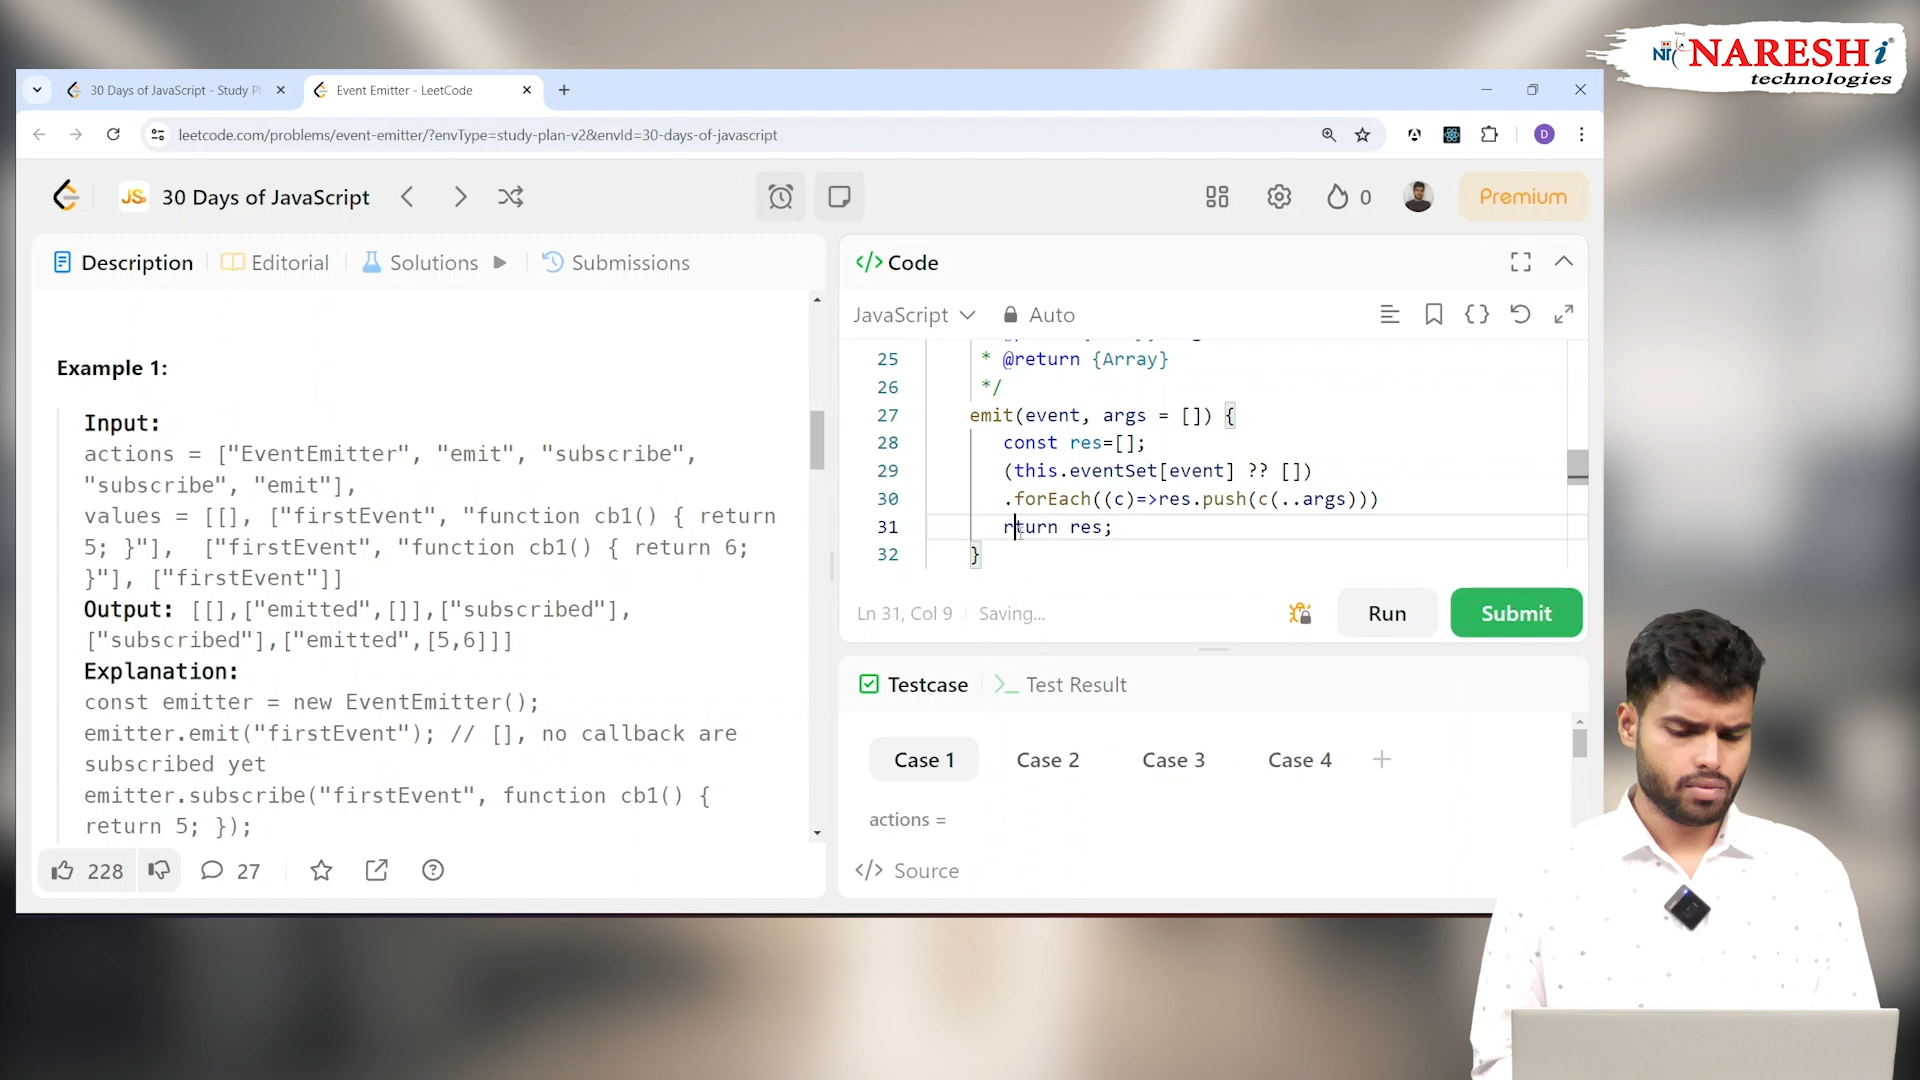 NT NARESH i
technologies
30 Days of JavaScript - Study Pl
Event Emitter - LeetCode
leetcode.com/problems/event-emitter/?envType=study-plan-v2&envId=30-days-of-javascript
D
JS 30 Days of JavaScript
0
Premium
Description
Editorial
Solutions
Submissions
Example 1:
Input:
actions = ["EventEmitter", "emit", "subscribe",
"subscribe", "emit"],
values = [[], ["firstEvent", "function cb1() { return
5; }"],  ["firstEvent", "function cb1() { return 6;
}"], ["firstEvent"]]
Output: [[],["emitted",[]],["subscribed"],
["subscribed"],["emitted",[5,6]]]
Explanation:
const emitter = new EventEmitter();
emitter.emit("firstEvent"); // [], no callback are
subscribed yet
emitter.subscribe("firstEvent", function cb1() {
return 5; });
228
27
</> Code
JavaScript
Auto
25 * @return {Array}
26 */
27 emit(event, args = []) {
28 const res=[];
29 (this.eventSet[event] ?? [])
30 .forEach((c)=>res.push(c(..args)))
31 rturn res;
32 }
Ln 31, Col 9
Saving...
Run
Submit
Testcase
>_ Test Result
Case 1
Case 2
Case 3
Case 4
actions =
</> Source